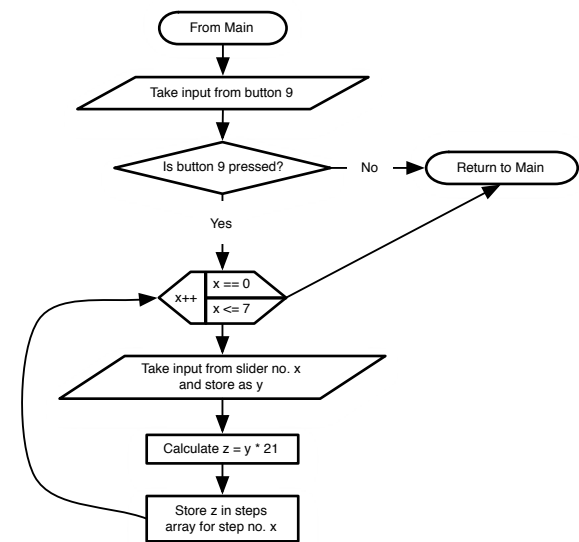 From Main
Take input from button 9
Is button 9 pressed?
No
Return to Main
Yes
x++
x == 0
x <= 7
Take input from slider no. x
and store as y
Calculate z = y * 21
Store z in steps
array for step no. x